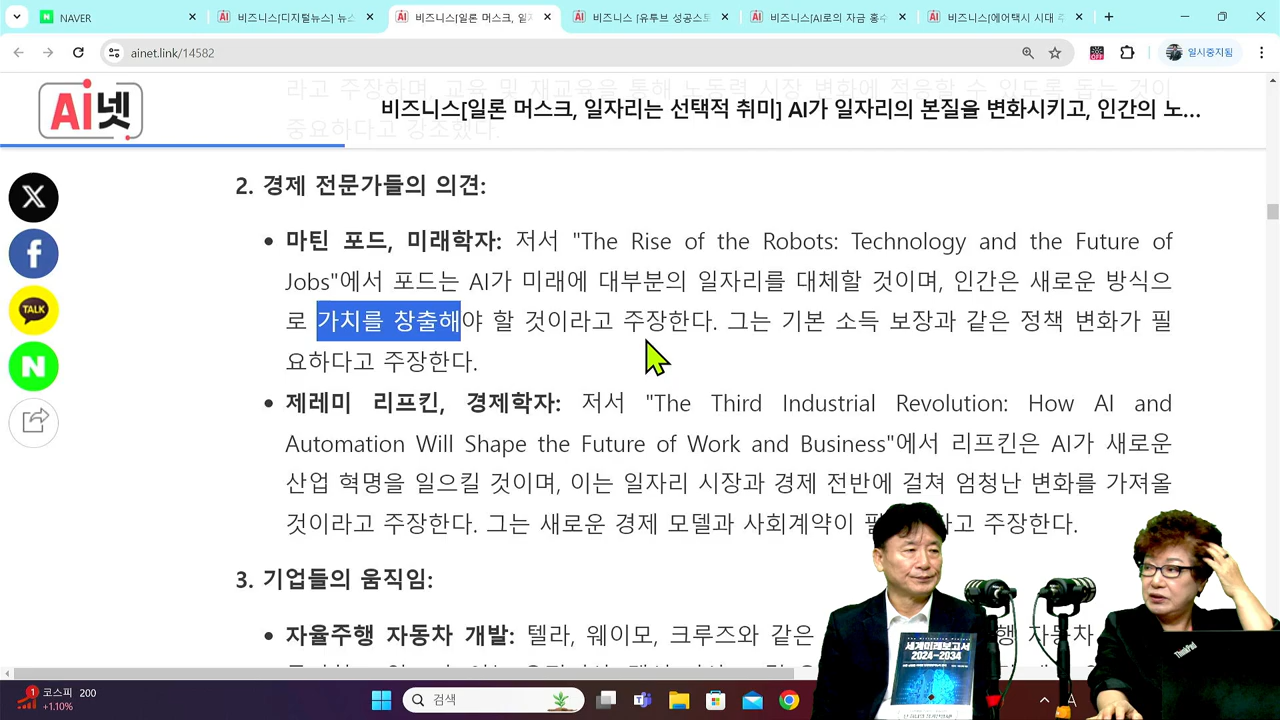 NAVER
비즈니스[디지털뉴스] 뉴스
비즈니스[일론 머스크, 일자
비즈니스 [유튜브 성공스토
비즈니스[AI로의 자금 홍수
비즈니스[에어택시 시대
ainet.link/14582
OFF
일시중지됨
라고 주장하며, 교육 및 재교육을 통해 노동력 시장 변화에 적응할 수 있도록 돕는 것이
Ai넷
비즈니스[일론 머스크, 일자리는 선택적 취미] AI가 일자리의 본질을 변화시키고, 인간의 노...
중요하다고 강조했다.
2. 경제 전문가들의 의견:
마틴 포드, 미래학자: 저서 "The Rise of the Robots: Technology and the Future of
Jobs"에서 포드는 AI가 미래에 대부분의 일자리를 대체할 것이며, 인간은 새로운 방식으
로 가치를 창출해야 할 것이라고 주장한다. 그는 기본 소득 보장과 같은 정책 변화가 필
요하다고 주장한다.
TALK
N
제레미 리프킨, 경제학자: 저서 "The Third Industrial Revolution: How AI and
Automation Will Shape the Future of Work and Business"에서 리프킨은 AI가 새로운
산업 혁명을 일으킬 것이며, 이는 일자리 시장과 경제 전반에 걸쳐 엄청난 변화를 가져올
것이라고 주장한다. 그는 새로운 경제 모델과 사회계약이 주장한다.
3. 기업들의 움직임:
자율주행 자동차 개발: 텔라, 웨이모, 크루즈와 같은 자동차
세계미래보고서
2024-2034
ThinkPad
1
코스피 200
+1.10%
검색
A